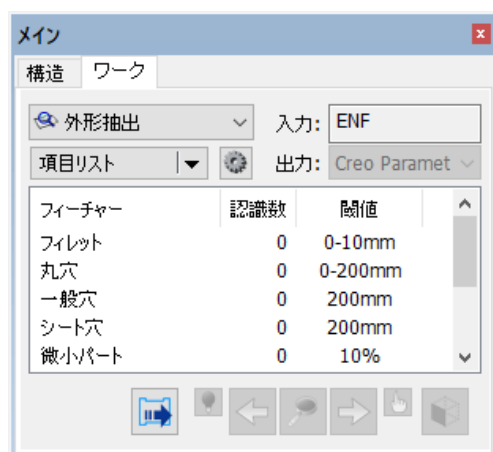 メイン
構造 ワーク
外形抽出 入力: ENF
項目リスト 出力: Creo Paramet
フィーチャー 認識数 閾値
フィレット 0 0-10mm
丸穴 0 0-200mm
一般穴 0 200mm
シート穴 0 200mm
微小パート 0 10%